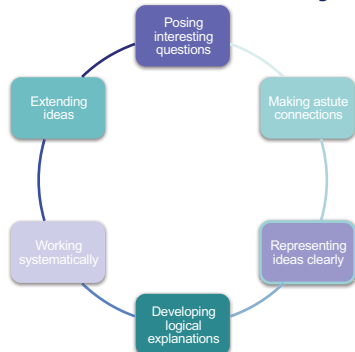 Posing
interesting
questions
Making astute
connections
Representing
ideas clearly
Developing
logical
explanations
Working
systematically
Extending
ideas